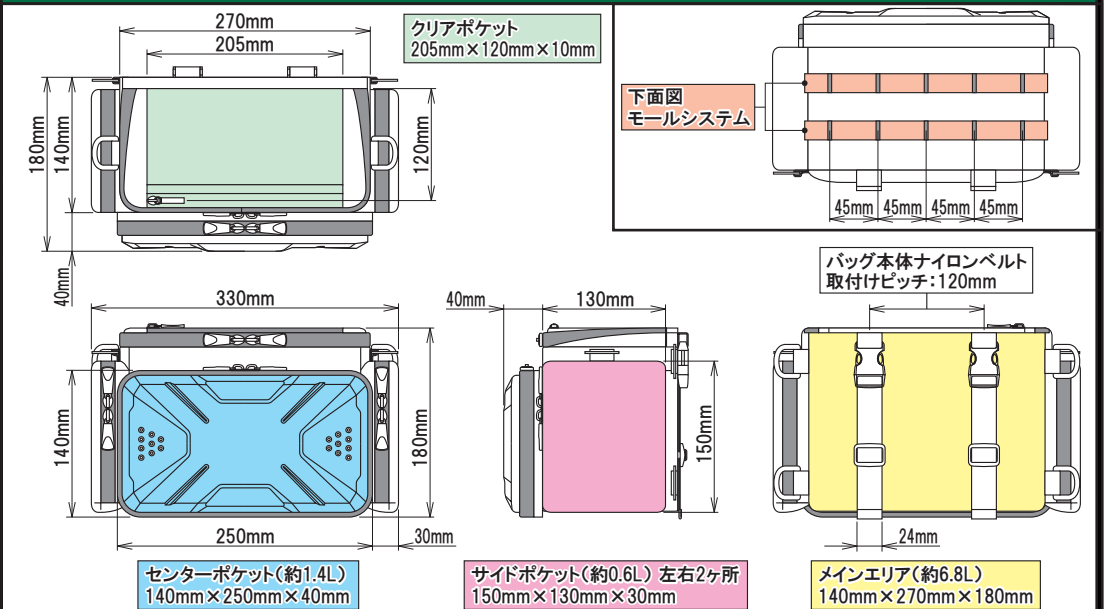 270mm
205mm
クリアポケット
205mm×120mm×10mm
180mm
140mm
120mm
40mm
下面図
モールシステム
45mm 45mm 45mm 45mm
330mm
140mm
180mm
250mm
30mm
センターポケット(約1.4L)
140mm×250mm×40mm
40mm
130mm
150mm
サイドポケット(約0.6L) 左右2ヶ所
150mm×130mm×30mm
バッグ本体ナイロンベルト
取付けピッチ:120mm
24mm
メインエリア(約6.8L)
140mm×270mm×180mm